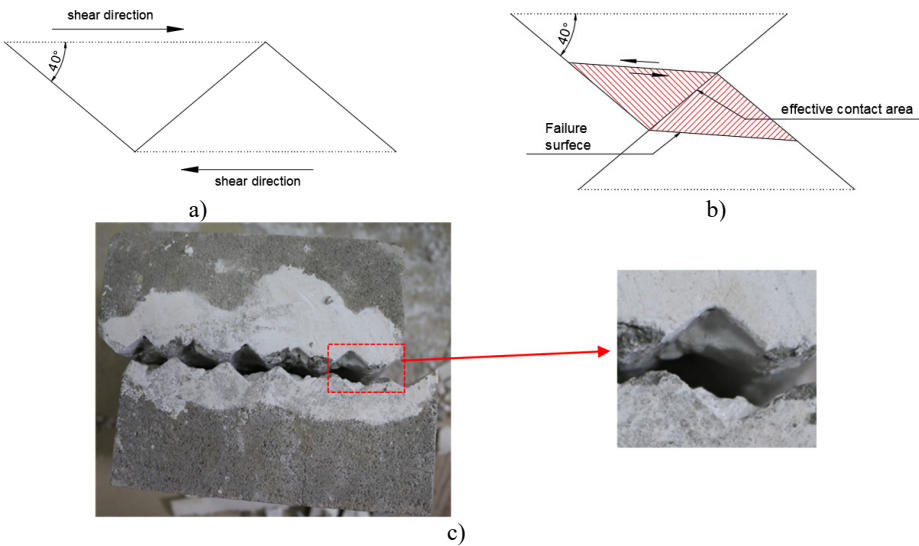 shear direction
40°
shear direction
a)
40°
effective contact area
Failure
surfece
b)
c)